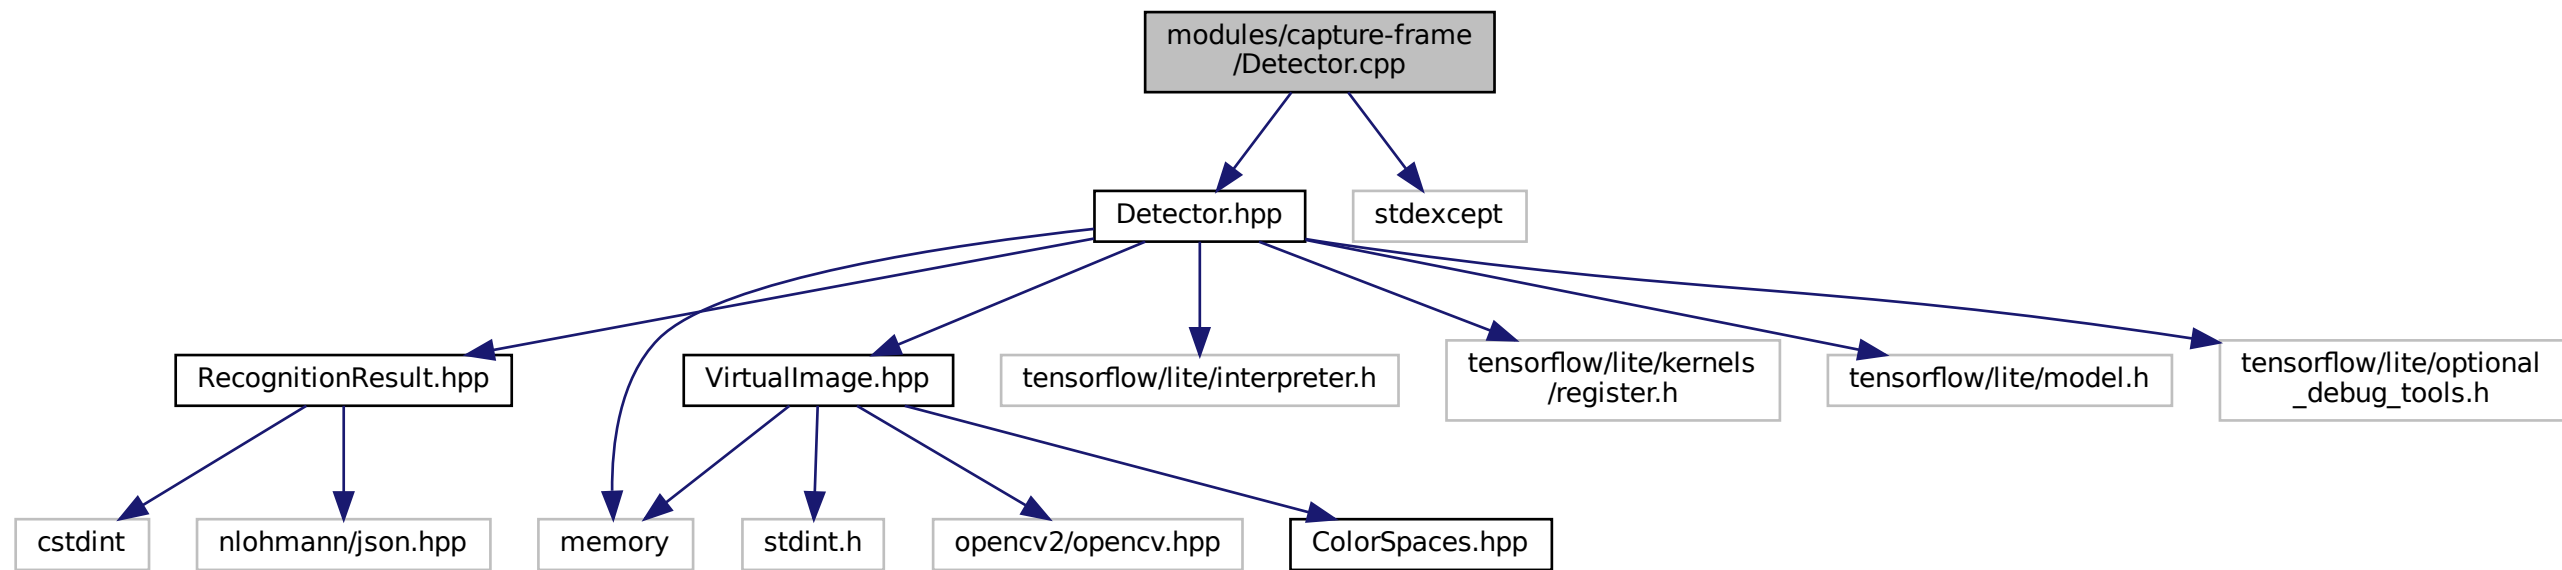 modules/capture-frame
/Detector.cpp
Detector.hpp
stdexcept
RecognitionResult.hpp
VirtualImage.hpp
tensorflow/lite/interpreter.h
tensorflow/lite/kernels
/register.h
tensorflow/lite/model.h
tensorflow/lite/optional
_debug_tools.h
cstdint
nlohmann/json.hpp
memory
stdint.h
opencv2/opencv.hpp
ColorSpaces.hpp